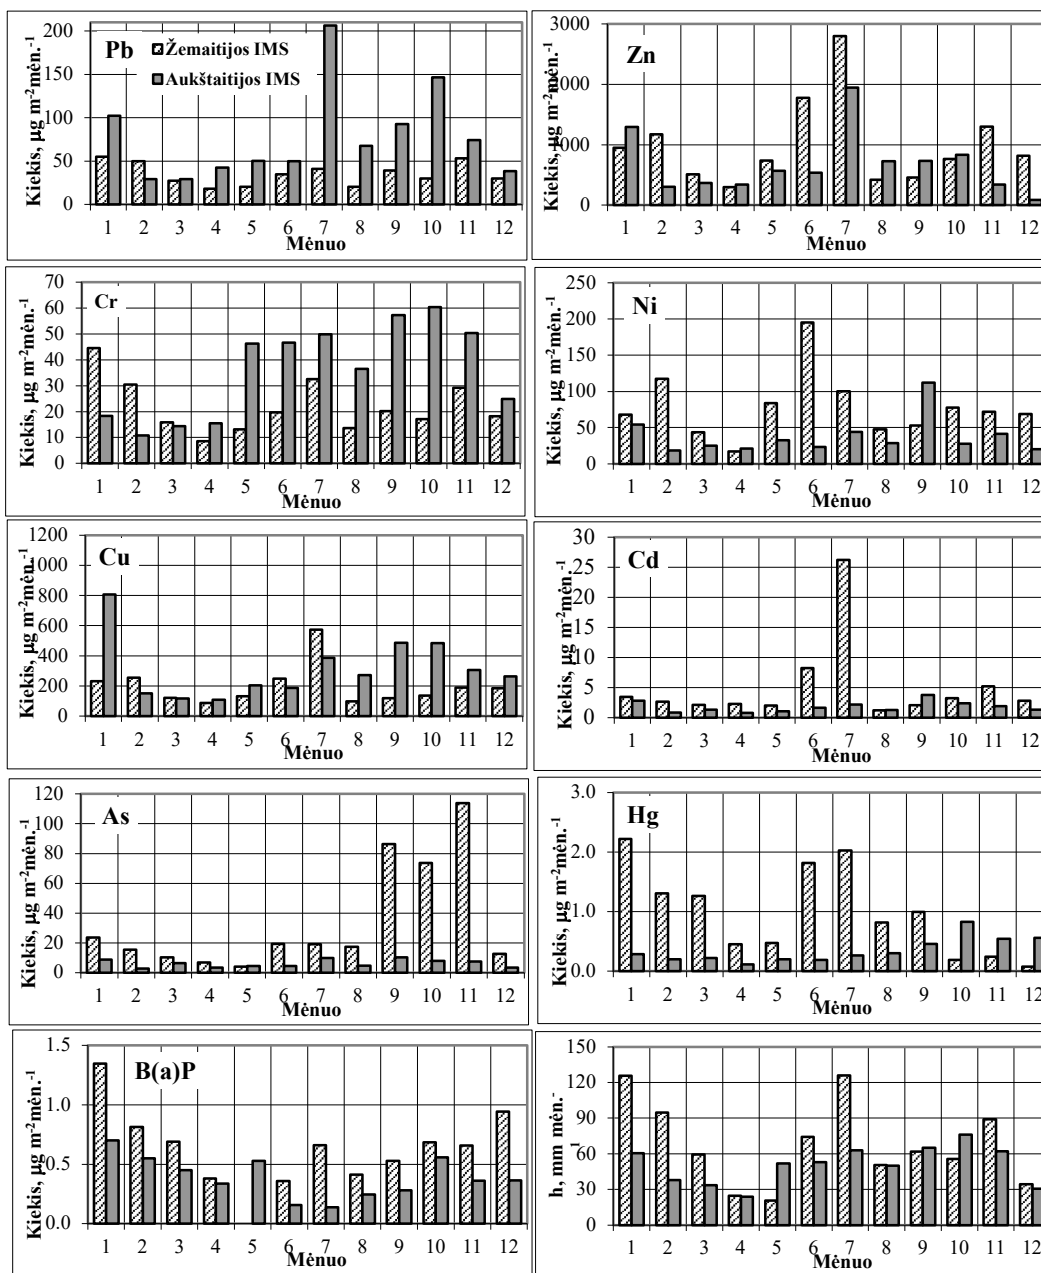 Pb
Žemaitijos IMS
Aukštaitijos IMS
Kiekis, µg m⁻²mėn.⁻¹
200
150
100
50
0
1 2 3 4 5 6 7 8 9 10 11 12
Mėnuo
Zn
Kiekis, µg m⁻²mėn.⁻¹
3000
2000
1000
0
1 2 3 4 5 6 7 8 9 10 11 12
Mėnuo
Cr
Kiekis, µg m⁻²mėn.⁻¹
70
60
50
40
30
20
10
0
1 2 3 4 5 6 7 8 9 10 11 12
Mėnuo
Ni
Kiekis, µg m⁻²mėn.⁻¹
250
200
150
100
50
0
1 2 3 4 5 6 7 8 9 10 11 12
Mėnuo
Cu
Kiekis, µg m⁻²mėn.⁻¹
1200
1000
800
600
400
200
0
1 2 3 4 5 6 7 8 9 10 11 12
Mėnuo
Cd
Kiekis, µg m⁻²mėn.⁻¹
30
25
20
15
10
5
0
1 2 3 4 5 6 7 8 9 10 11 12
Mėnuo
As
Kiekis, µg m⁻²mėn.⁻¹
120
100
80
60
40
20
0
1 2 3 4 5 6 7 8 9 10 11 12
Mėnuo
Hg
Kiekis, µg m⁻²mėn.⁻¹
3.0
2.0
1.0
0.0
1 2 3 4 5 6 7 8 9 10 11 12
Mėnuo
B(a)P
Kiekis, µg m⁻²mėn.⁻¹
1.5
1.0
0.5
0.0
1 2 3 4 5 6 7 8 9 10 11 12
Mėnuo
h, mm mėn.⁻¹
150
120
90
60
30
0
1 2 3 4 5 6 7 8 9 10 11 12
Mėnuo